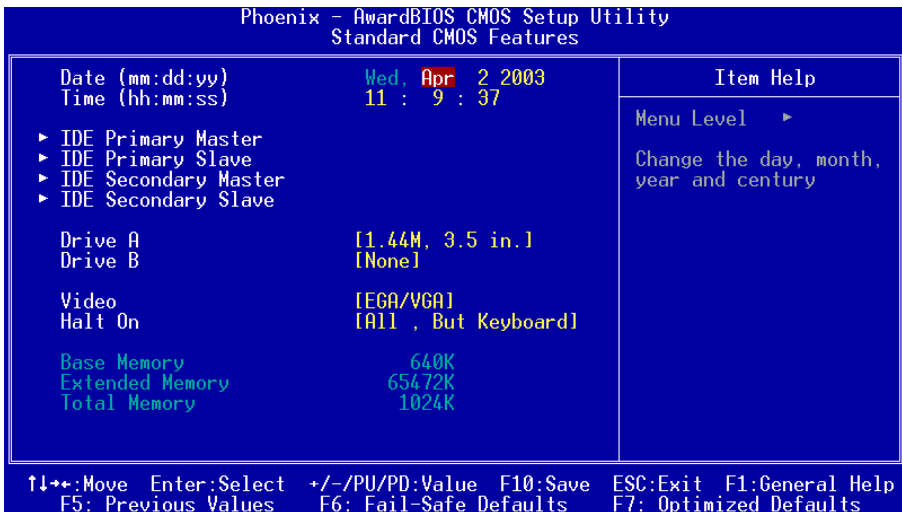 Phoenix - AwardBIOS CMOS Setup Utility
Standard CMOS Features
Date (mm:dd:yy) Wed, Apr 2 2003
Time (hh:mm:ss) 11 : 9 : 37
► IDE Primary Master
► IDE Primary Slave
► IDE Secondary Master
► IDE Secondary Slave
Drive A [1.44M, 3.5 in.]
Drive B [None]
Video [EGA/VGA]
Halt On [All , But Keyboard]
Base Memory 640K
Extended Memory 65472K
Total Memory 1024K
Item Help
Menu Level ►
Change the day, month,
year and century
↑↓→←:Move Enter:Select +/-/PU/PD:Value F10:Save ESC:Exit F1:General Help
F5: Previous Values F6: Fail-Safe Defaults F7: Optimized Defaults